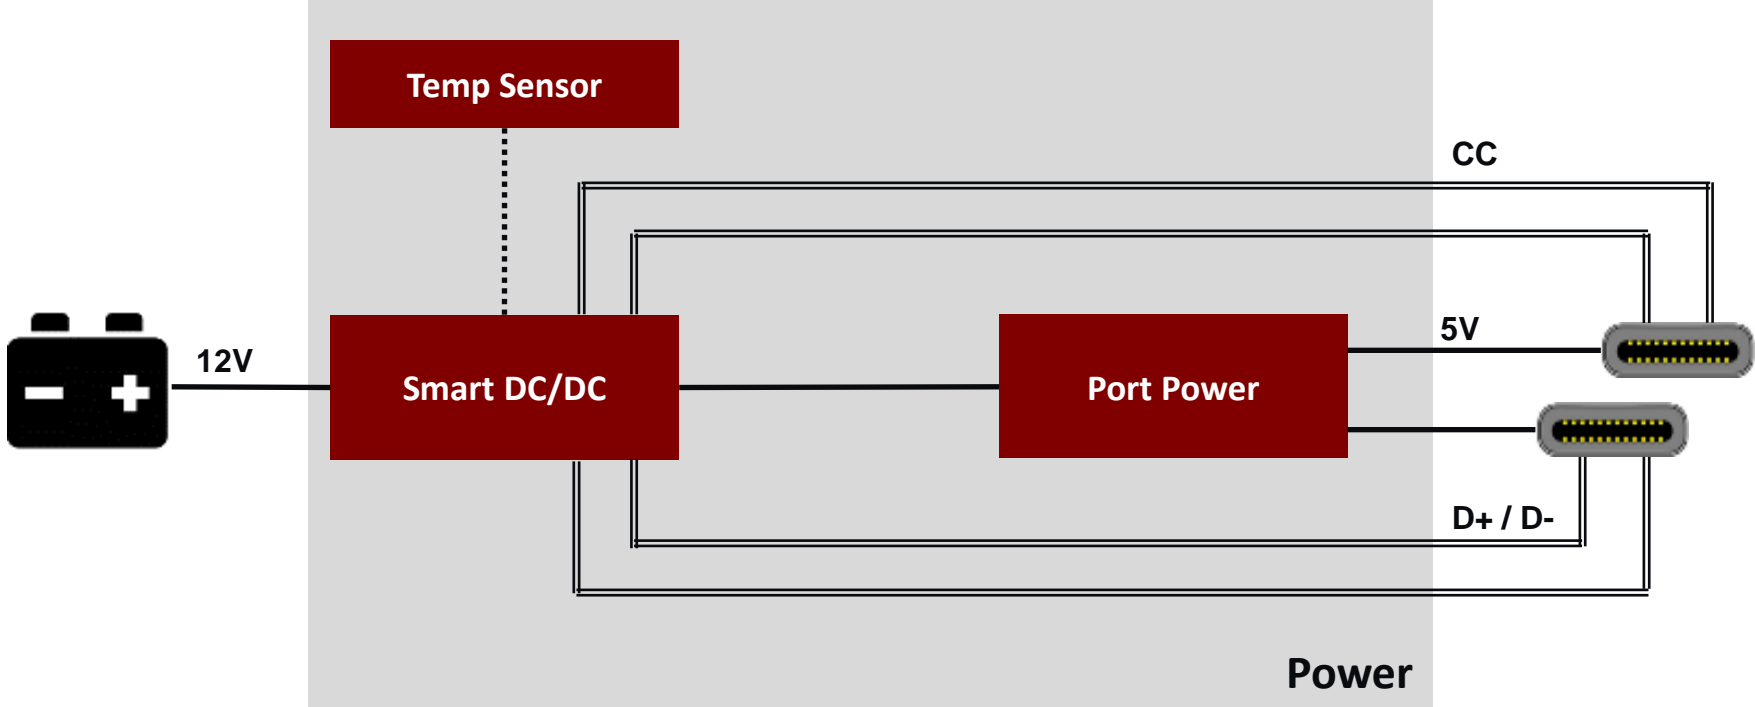 Temp Sensor
CC
5V
12V
Smart DC/DC
Port Power
D+ / D-
Power